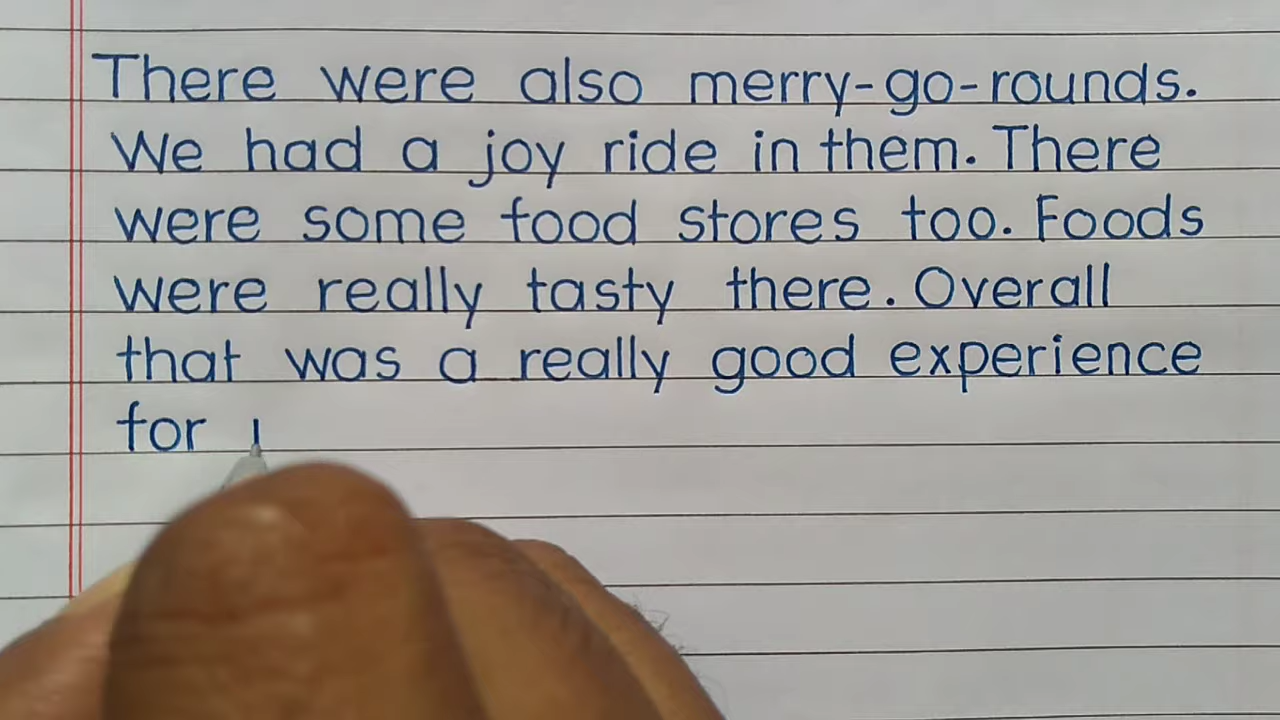 There were also merry-go-rounds.
We had a joy ride in them. There
were some food stores too. Foods
were really tasty there. Overall
that was a really good experience
for